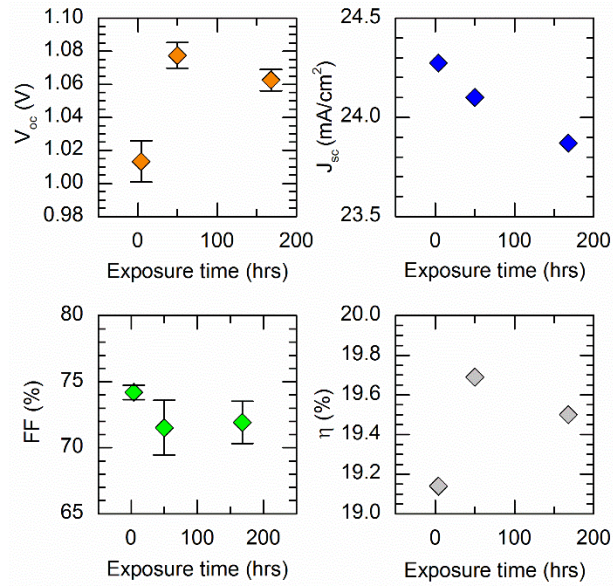 1.10
1.08
1.06
1.04
1.02
1.00
0.98
V_oc (V)
0 100 200
Exposure time (hrs)
24.5
24.0
23.5
J_sc (mA/cm²)
0 100 200
Exposure time (hrs)
80
75
70
65
FF (%)
0 100 200
Exposure time (hrs)
20.0
19.8
19.6
19.4
19.2
19.0
η (%)
0 100 200
Exposure time (hrs)